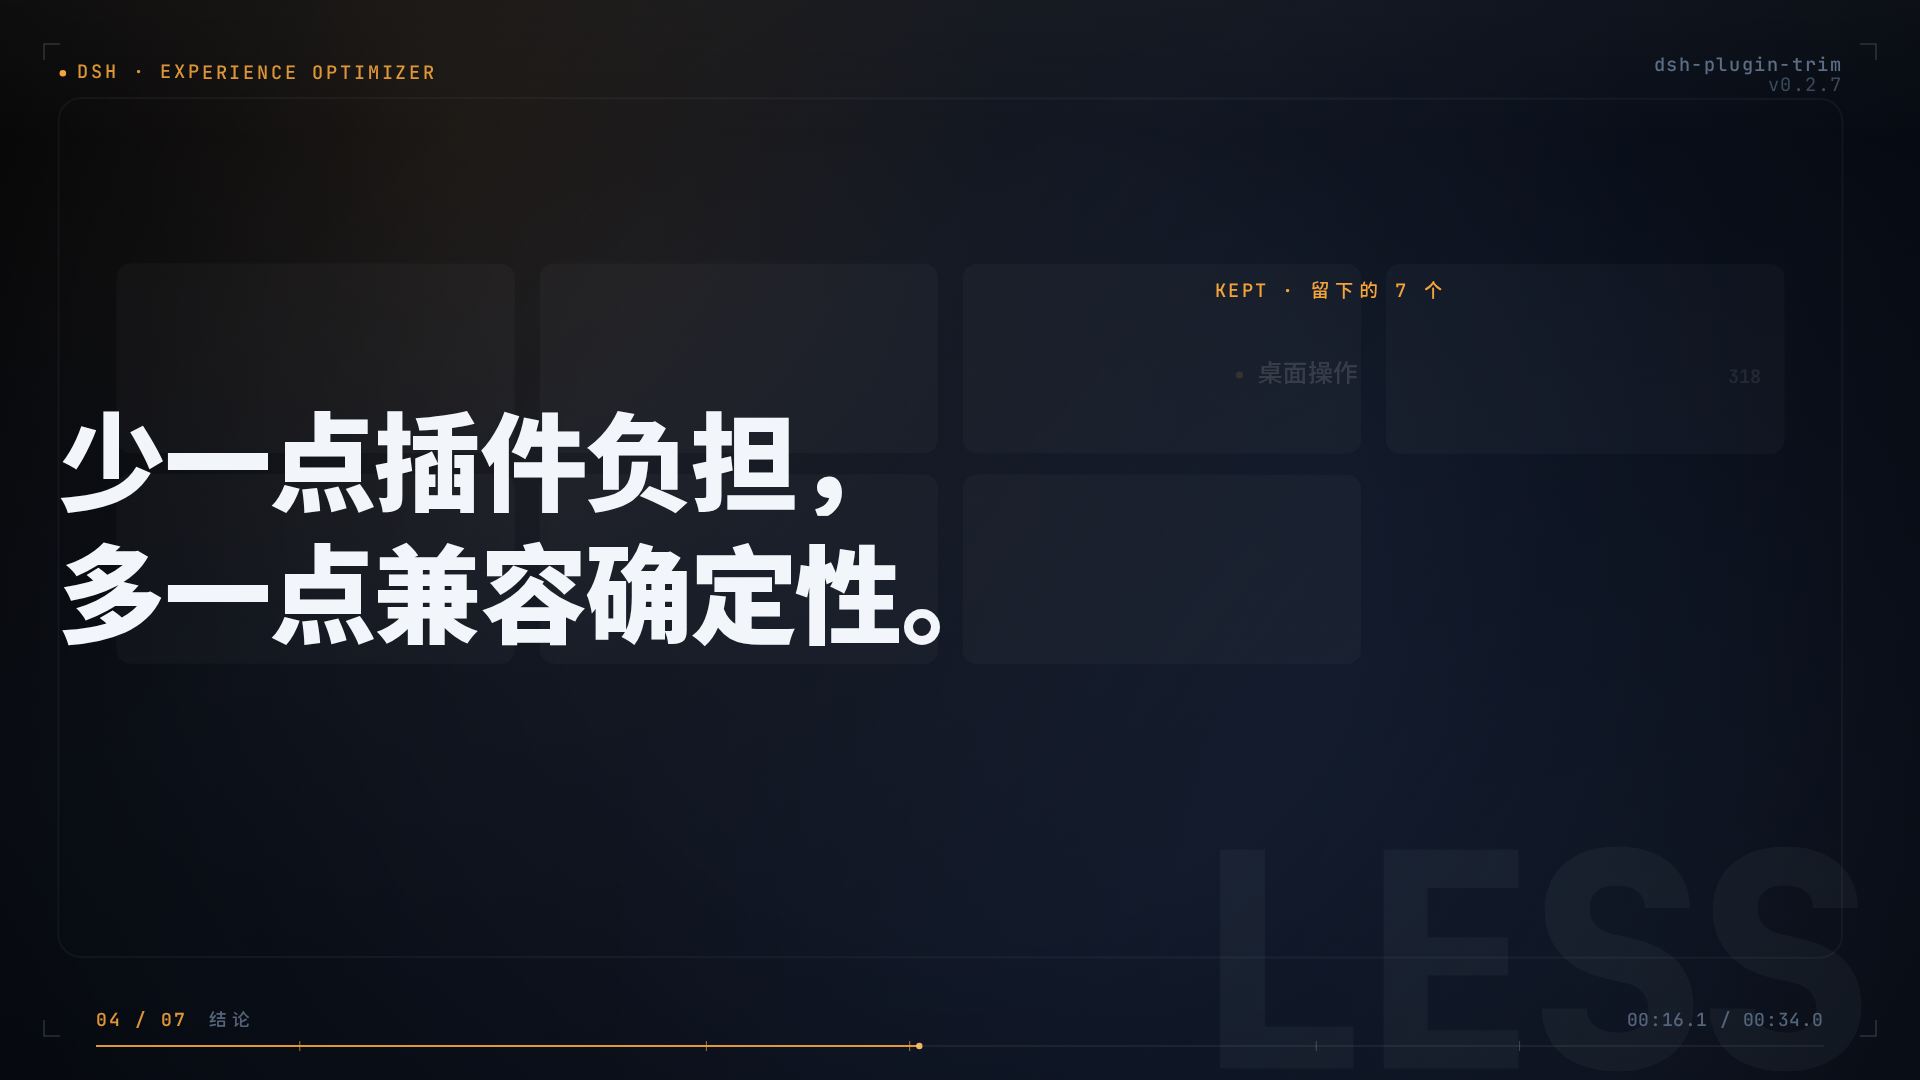 DSH · EXPERIENCE OPTIMIZER
dsh-plugin-trim
v0.2.7
KEPT · 留下的 7 个
桌面操作 318
少一点插件负担，
多一点兼容确定性。
LESS
04 / 07 结论
00:16.1 / 00:34.0